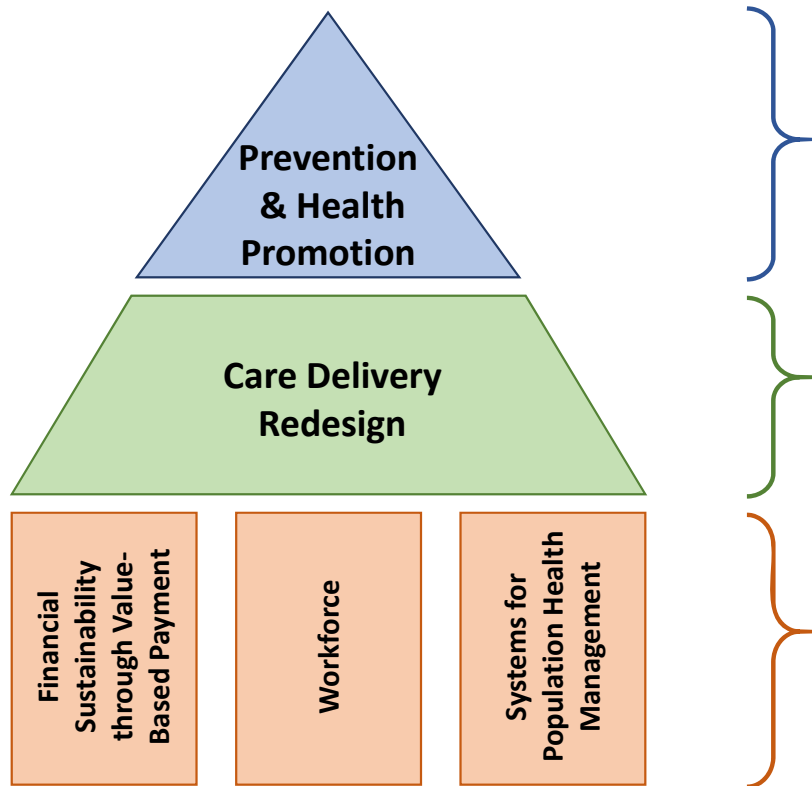 Prevention
& Health
Promotion
Care Delivery
Redesign
Financial
Sustainability
through Value-
Based Payment
Workforce
Systems for
Population Health
Management